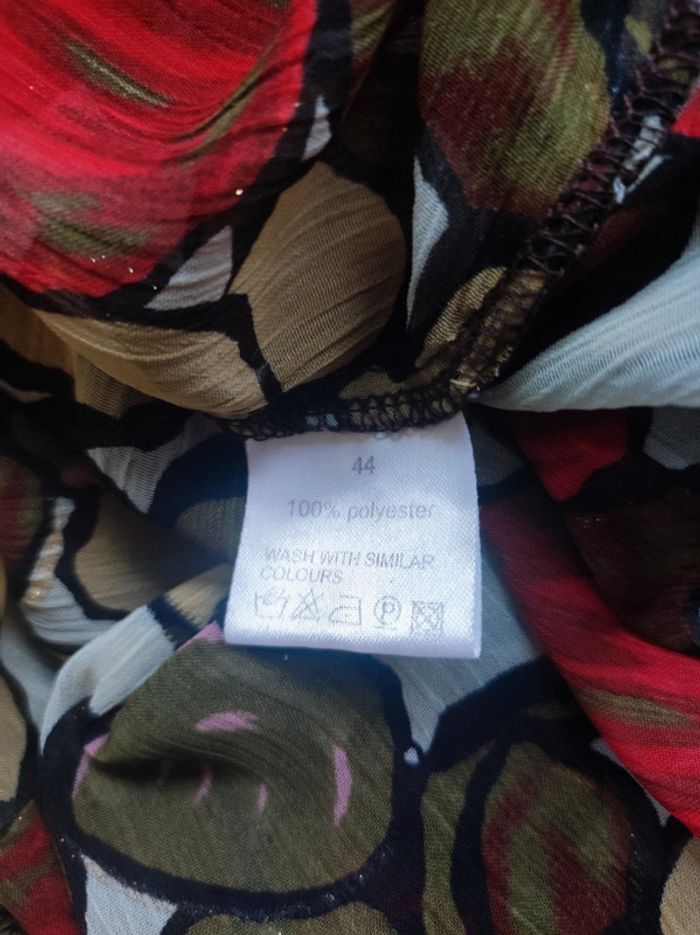 44
100% polyester
WASH WITH SIMILAR
COLOURS
P